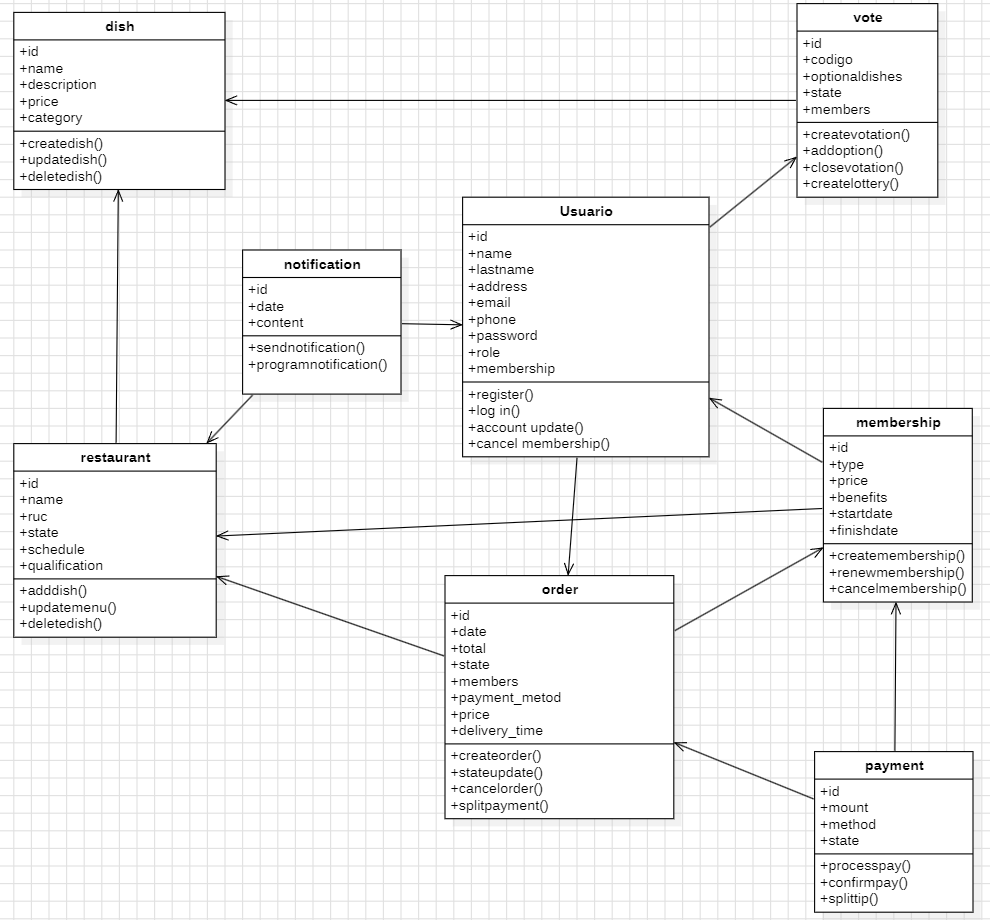 dish
+id
+name
+description
+price
+category
+createdish()
+updatedish()
+deletedish()
vote
+id
+codigo
+optionaldishes
+state
+members
+createvotation()
+addoption()
+closevotation()
+createlottery()
Usuario
+id
+name
+lastname
+address
+email
+phone
+password
+role
+membership
+register()
+log in()
+account update()
+cancel membership()
notification
+id
+date
+content
+sendnotification()
+programnotification()
restaurant
+id
+name
+ruc
+state
+schedule
+qualification
+adddish()
+updatemenu()
+deletedish()
membership
+id
+type
+price
+benefits
+startdate
+finishdate
+creatememebership()
+renewmembership()
+cancelmembership()
order
+id
+date
+total
+state
+members
+payment_metod
+price
+delivery_time
+createorder()
+stateupdate()
+cancelorder()
+splitpayment()
payment
+id
+mount
+method
+state
+processpay()
+confirmpay()
+splittip()